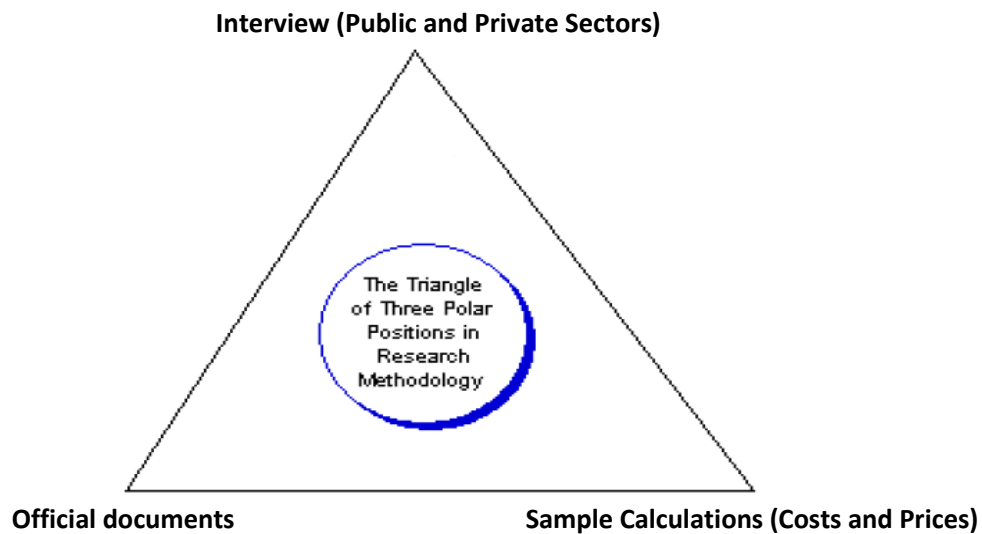 Interview (Public and Private Sectors)
The Triangle
of Three Polar
Positions in
Research
Methodology
Official documents
Sample Calculations (Costs and Prices)